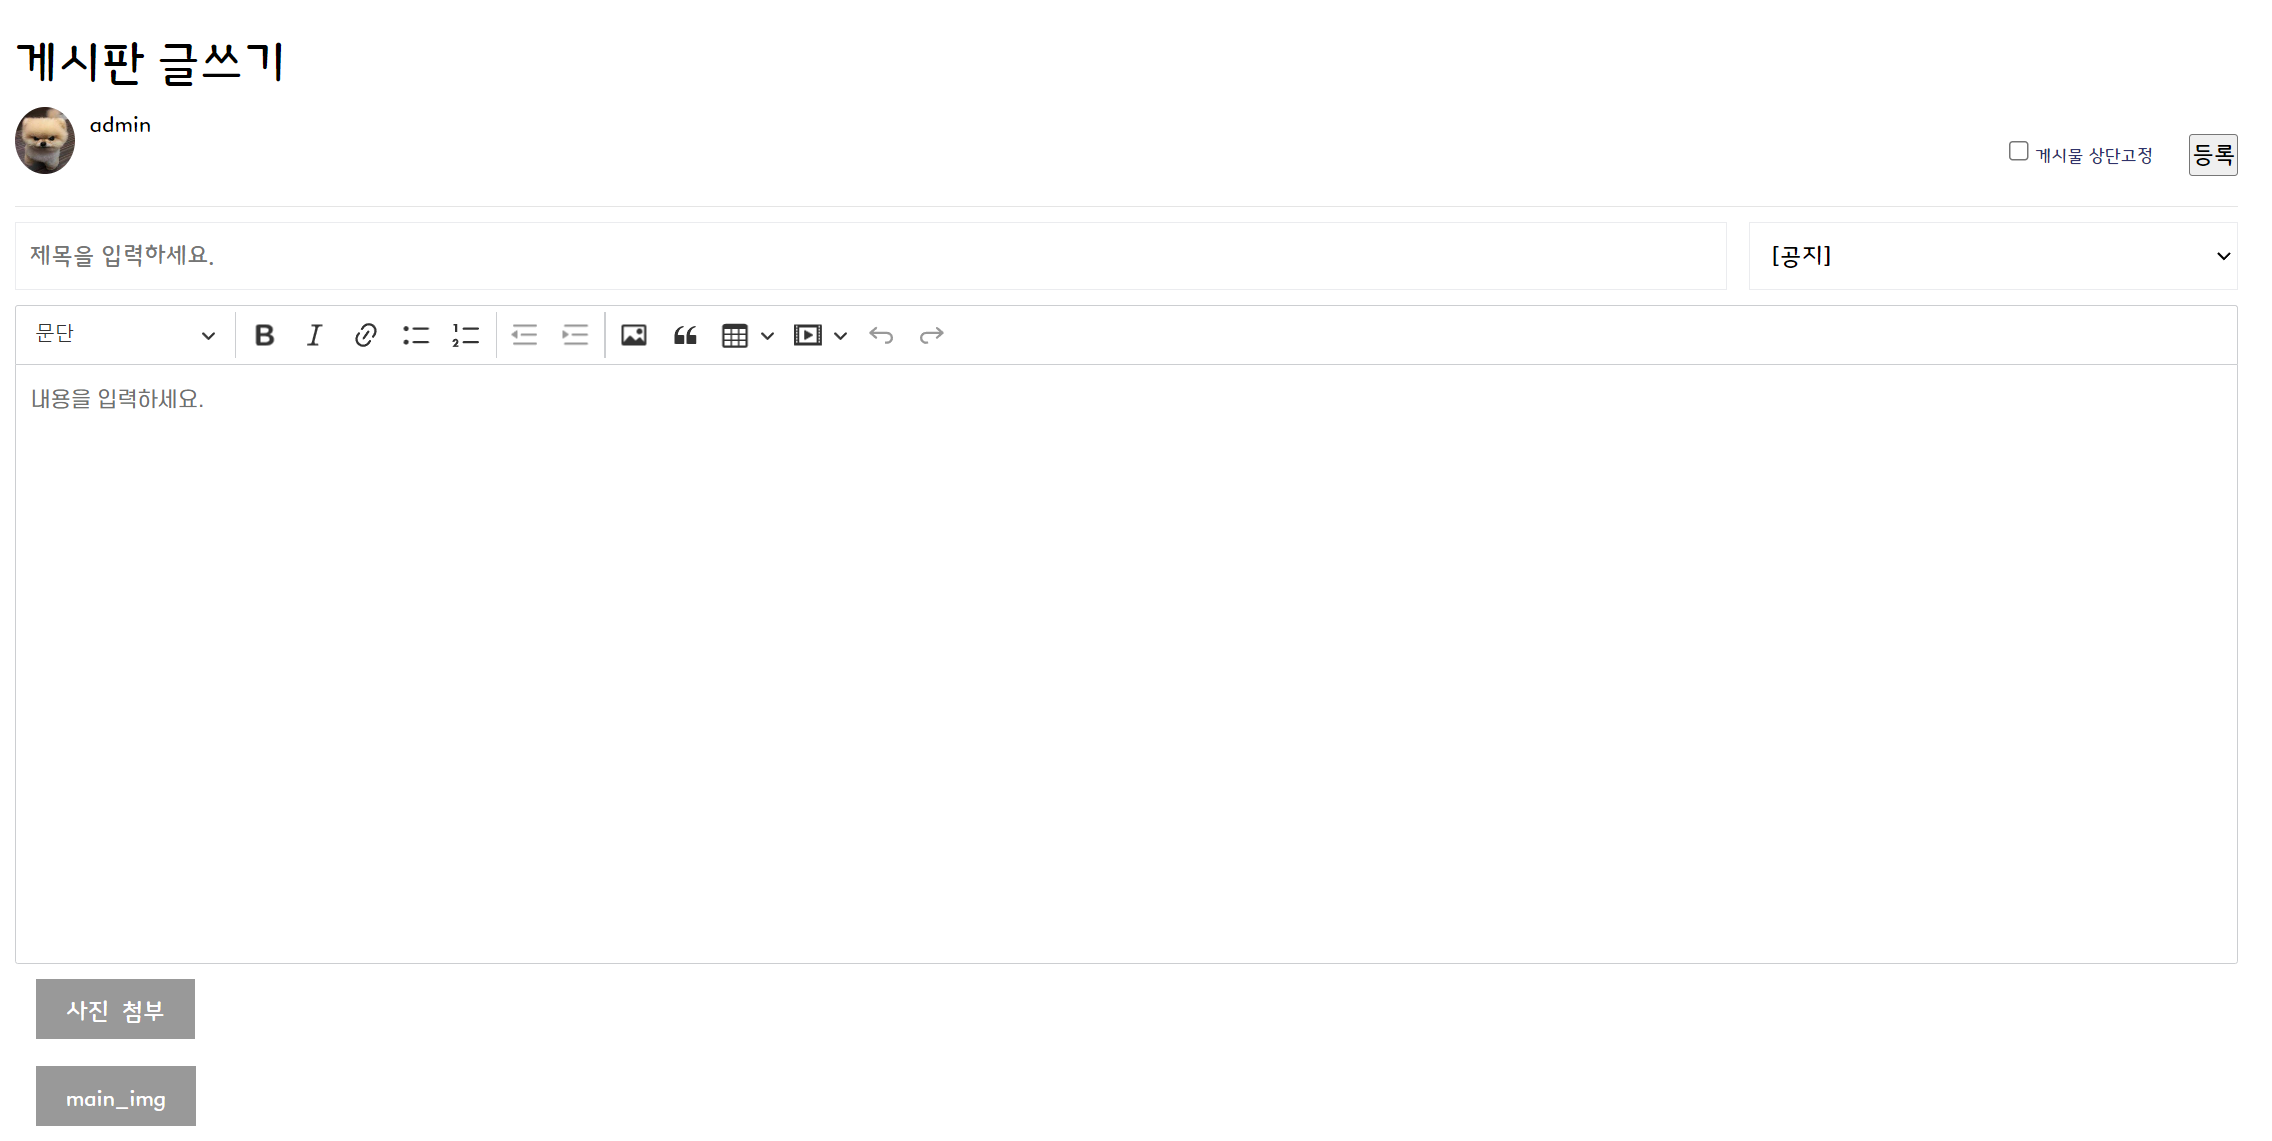 게시판 글쓰기
admin
게시물 상단고정 등록
제목을 입력하세요. [공지]
문단
내용을 입력하세요.
사진 첨부
main_img